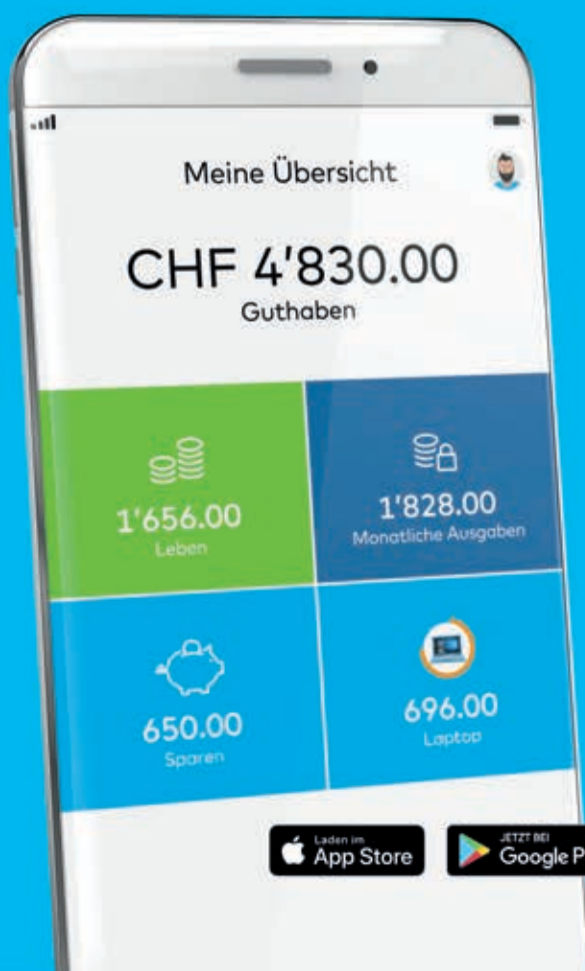 Meine Übersicht
CHF 4'830.00
Guthaben
1'656.00
Leben
1'828.00
Monatliche Ausgaben
650.00
Sparen
696.00
Laptop
Laden im
App Store
JETZT BEI
Google P